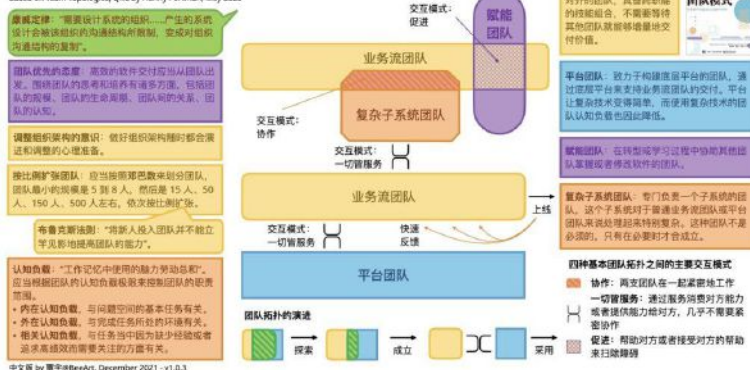 康威定律："需要设计系统的组织……产生的系统
设计会被该组织的沟通结构所限制，变成对组织
沟通结构的复制"。
团队优先的态度：高效的软件交付应当从团队出
发。围绕团队的思考和培养有诸多方面，包括团
队的规模、团队的生命周期、团队间的关系、团
队的认知。
调整组织架构的意识：做好组织架构随时都会演
进和调整的心理准备。
按比例扩张团队：应当按照邓巴数来划分团队，
团队最小的规模是 5 到 8 人，然后是 15 人、50
人、150 人、500 人左右，依次按比例扩张。
布鲁克斯法则："将新人投入团队并不能立
竿见影地提高团队的能力"。
认知负载："工作记忆中使用的脑力劳动总和"。
应当根据团队的认知负载极限来控制团队的职责
范围。
• 内在认知负载，与问题空间的基本任务有关。
• 外在认知负载，与完成任务所处的环境有关。
• 相关认知负载，与任务当中因为缺少经验或者
追求高绩效而需要关注的方面有关。
中文版 by @BeeArt, December 2021 - v1.0.3
交互模式：
促进
赋能
团队
业务流团队
复杂子系统团队
交互模式：
协作
交互模式：
一切皆服务
业务流团队
上线
交互模式：
一切皆服务
快速
反馈
平台团队
团队拓扑的演进
探索
成立
采用
的技能组合，不需要等待
其他团队就能够增量地交
付价值。
团队模式
平台团队：致力于构建底层平台的团队，通
过底层平台来支持业务流团队的交付。平台
让复杂技术变得简单，而使用复杂技术的团
队认知负载也因此降低。
赋能团队：在转型或学习过程中协助其他团
队掌握或者修改软件的团队。
复杂子系统团队：专门负责一个子系统的团
队，这个子系统对于普通业务流团队或平台
团队来说处理起来特别复杂。这种团队不是
必须的，只有在必要时才会成立。
四种基本团队拓扑之间的主要交互模式
协作：两支团队在一起紧密地工作
一切皆服务：通过服务消费对方能力
或者提供能力给对方，几乎不需要紧
密协作
促进：帮助对方或者接受对方的帮助
来扫除障碍